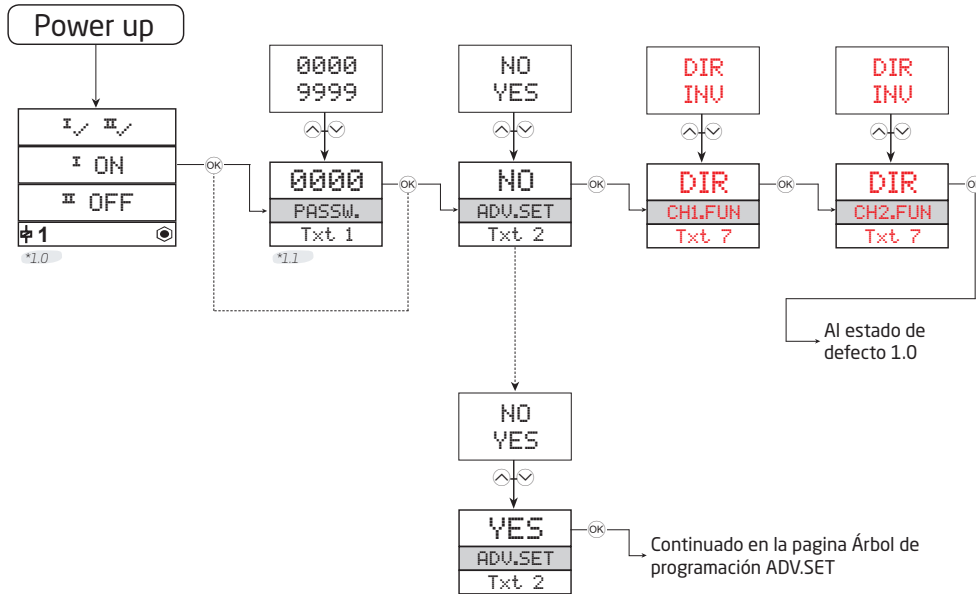 Power up
I✓ II✓
I ON
II OFF
1
*1.0
0000
9999
0000
OK
PASSW.
Txt 1
*1.1
OK
NO
YES
NO
ADV.SET
Txt 2
OK
DIR
INV
DIR
CH1.FUN
Txt 7
OK
DIR
INV
DIR
CH2.FUN
Txt 7
OK
Al estado de
defecto 1.0
NO
YES
YES
ADV.SET
Txt 2
OK
Continuado en la pagina Árbol de
programación ADV.SET